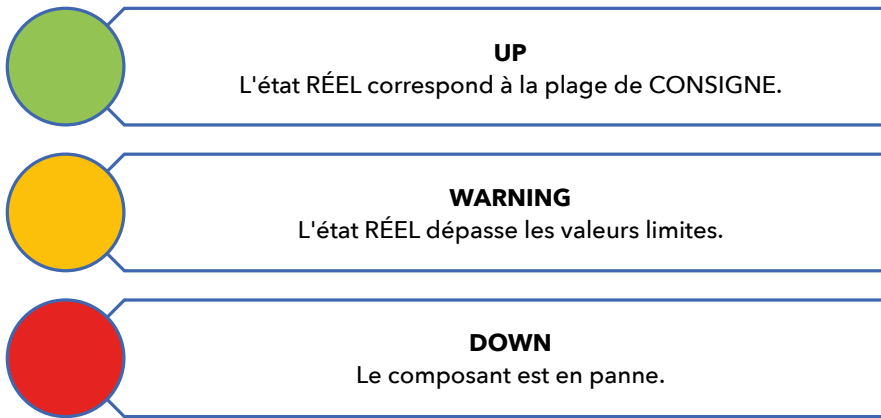 UP
L'état RÉEL correspond à la plage de CONSIGNE.
WARNING
L'état RÉEL dépasse les valeurs limites.
DOWN
Le composant est en panne.